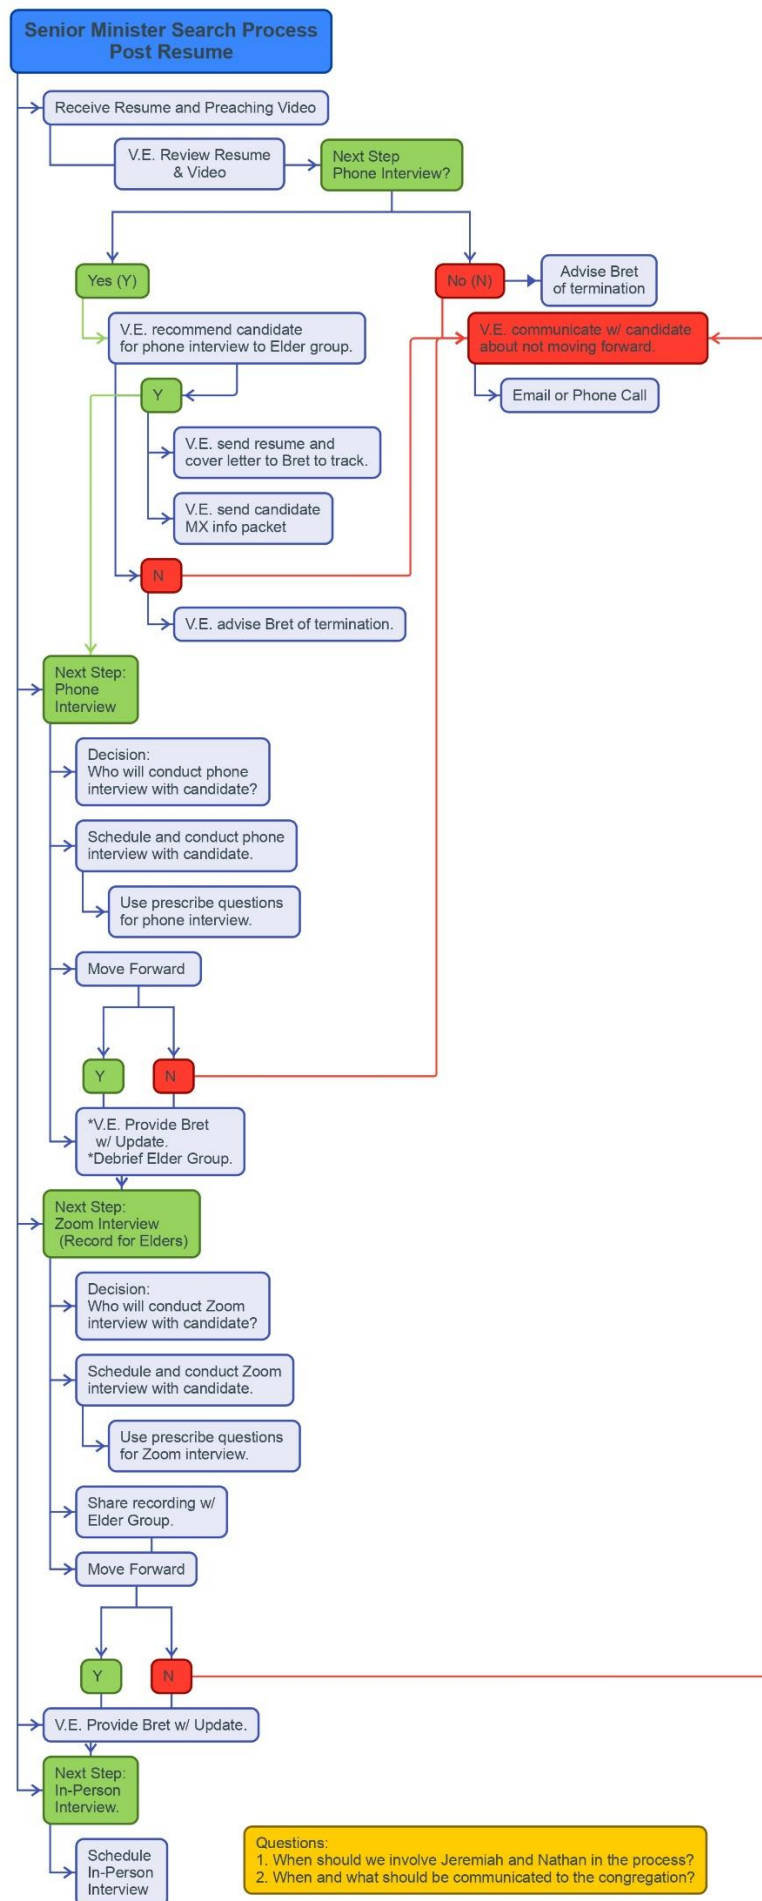 Senior Minister Search Process
Post Resume
Receive Resume and Preaching Video
V.E. Review Resume
& Video
Next Step
Phone Interview?
Yes (Y)
No (N)
Advise Bret
of termination
V.E. recommend candidate
for phone interview to Elder group.
V.E. communicate w/ candidate
about not moving forward.
Y
Email or Phone Call
V.E. send resume and
cover letter to Bret to track.
V.E. send candidate
MX info packet
N
V.E. advise Bret of termination.
Next Step:
Phone
Interview
Decision:
Who will conduct phone
interview with candidate?
Schedule and conduct phone
interview with candidate.
Use prescribe questions
for phone interview.
Move Forward
Y
N
*V.E. Provide Bret
w/ Update.
*Debrief Elder Group.
Next Step:
Zoom Interview
(Record for Elders)
Decision:
Who will conduct Zoom
interview with candidate?
Schedule and conduct Zoom
interview with candidate.
Use prescribe questions
for Zoom interview.
Share recording w/
Elder Group.
Move Forward
Y
N
V.E. Provide Bret w/ Update.
Next Step:
In-Person
Interview.
Schedule
In-Person
Interview
Questions:
1. When should we involve Jeremiah and Nathan in the process?
2. When and what should be communicated to the congregation?